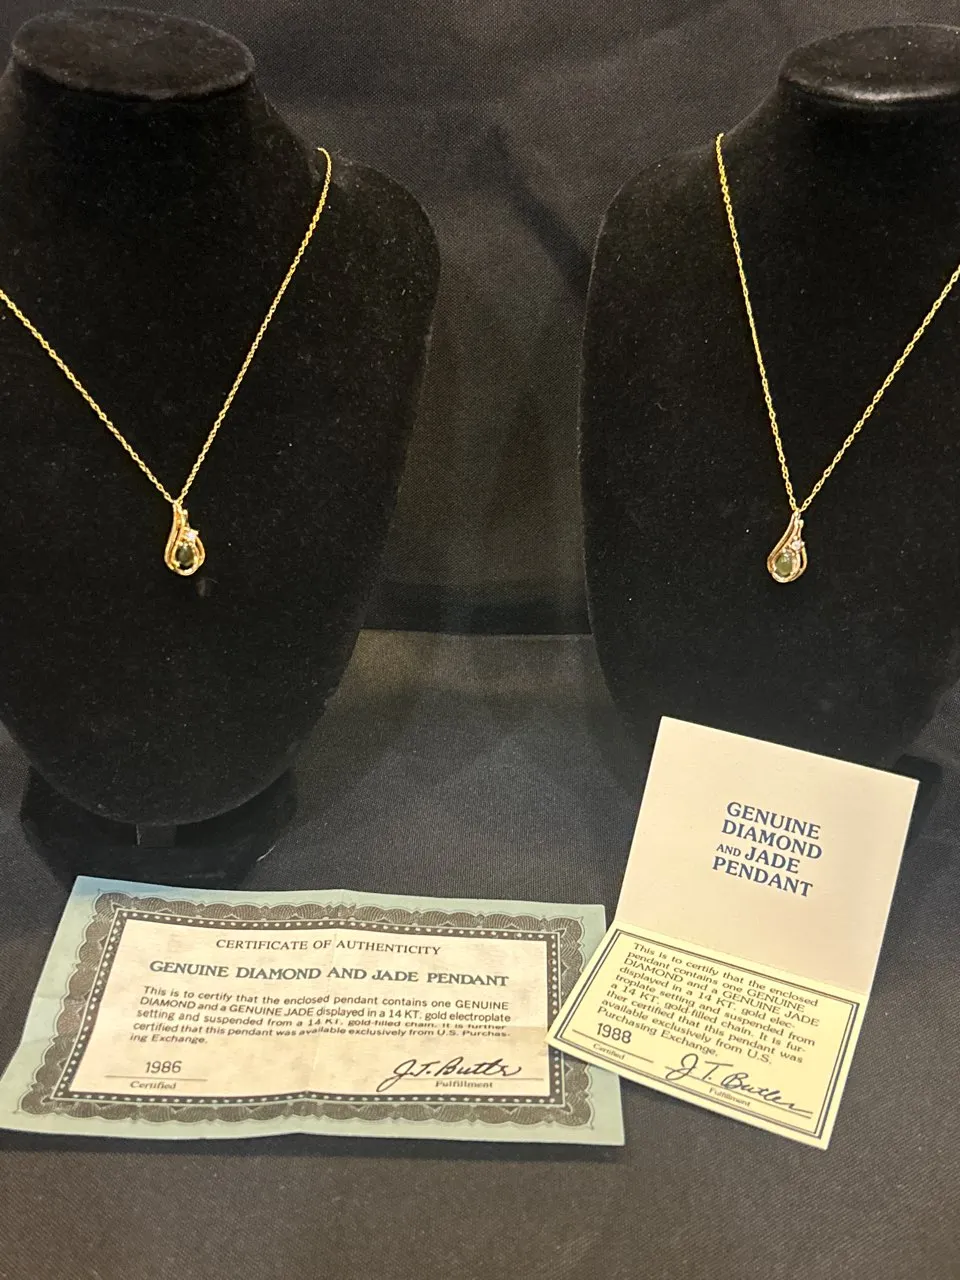 CERTIFICATE OF AUTHENTICITY
GENUINE DIAMOND AND JADE PENDANT
This is to certify that the enclosed pendant contains one GENUINE
DIAMOND and a GENUINE JADE displayed in a 14 KT. gold electroplate
setting and suspended from a 14 KT. gold-filled chain. It is further
certified that this pendant was available exclusively from U.S. Purchas-
ing Exchange.
1986
Certified
J.T. Butler
Fulfillment
GENUINE
DIAMOND
AND JADE
PENDANT
This is to certify that the enclosed
pendant contains one GENUINE
DIAMOND and a GENUINE JADE
displayed in a 14 KT. gold elec-
troplate setting and suspended from
a 14 KT. gold-filled chain. It is fur-
ther certified that this pendant was
available exclusively from U.S.
Purchasing Exchange.
1988
Certified
J.T. Butler
Fulfillment